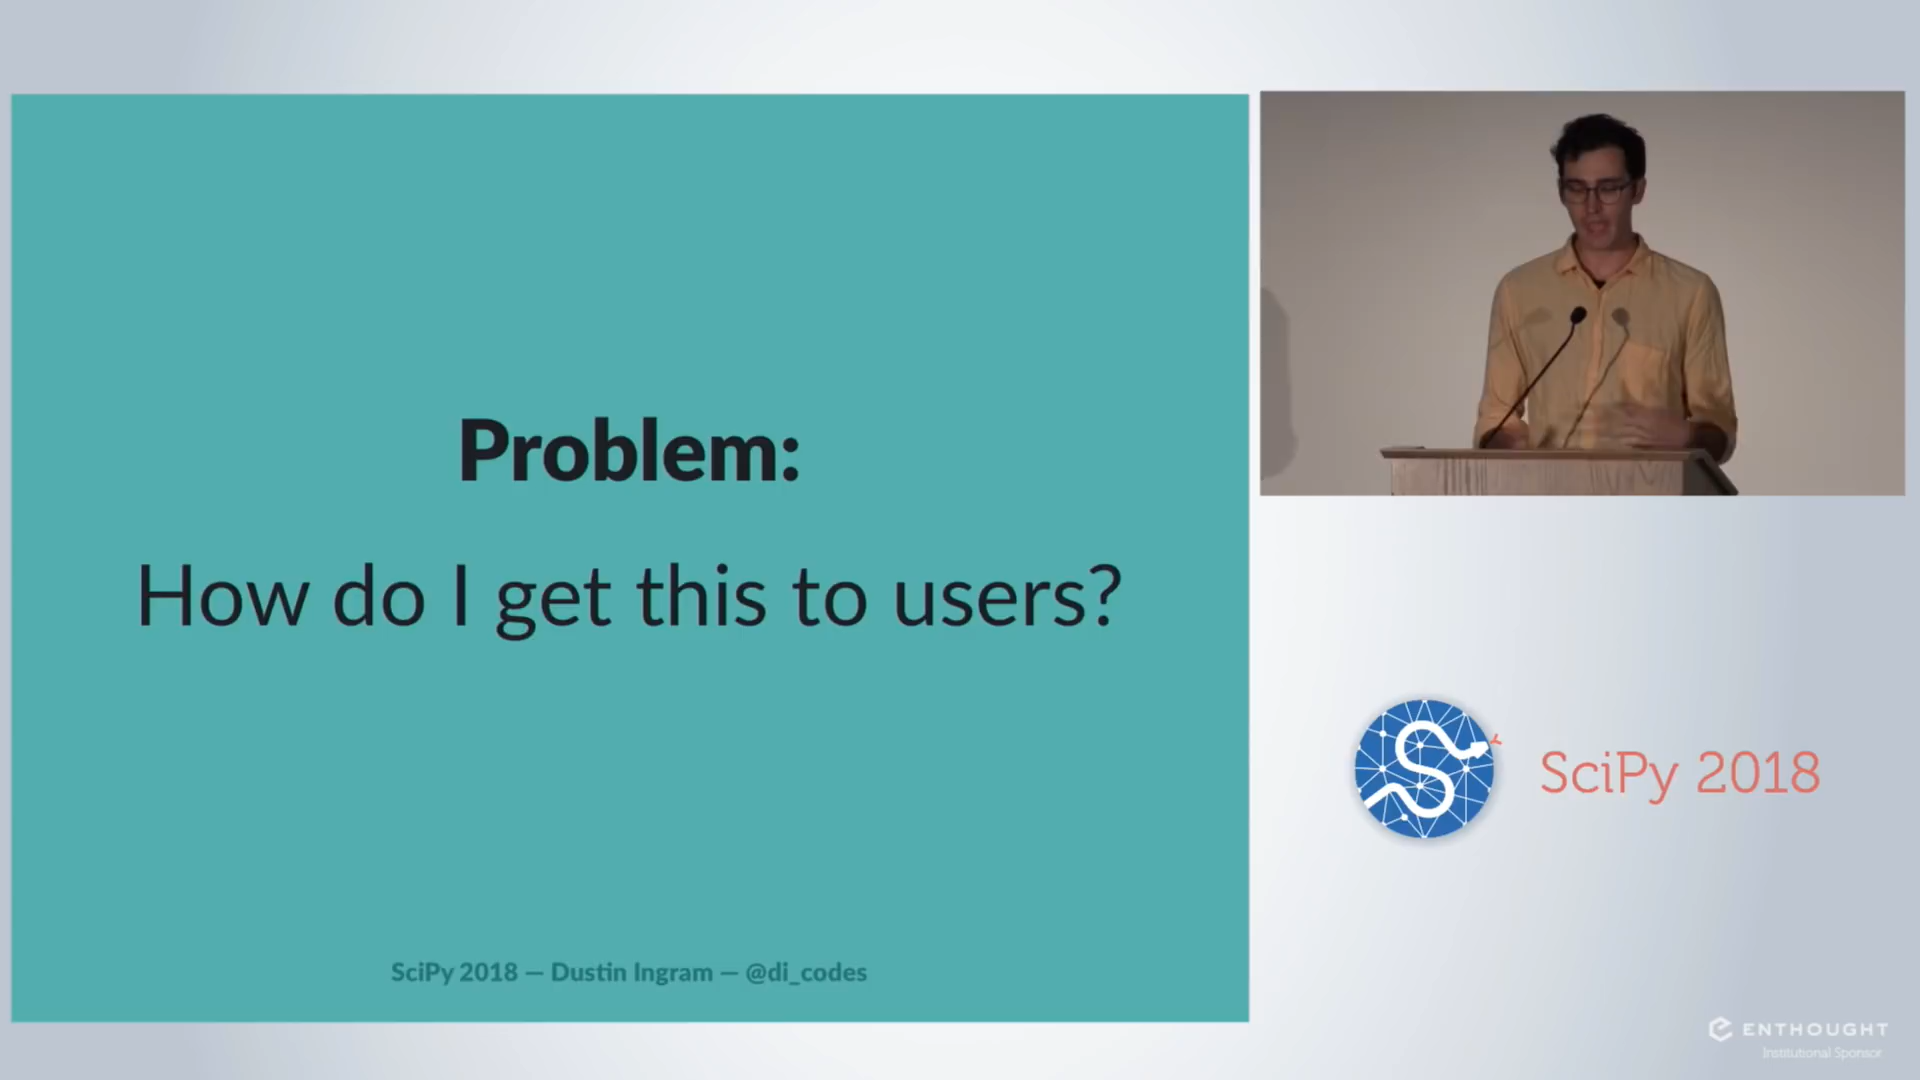 Problem:
How do I get this to users?
SciPy 2018 — Dustin Ingram — @di_codes
SciPy 2018
ENTHOUGHT
Institutional Sponsor